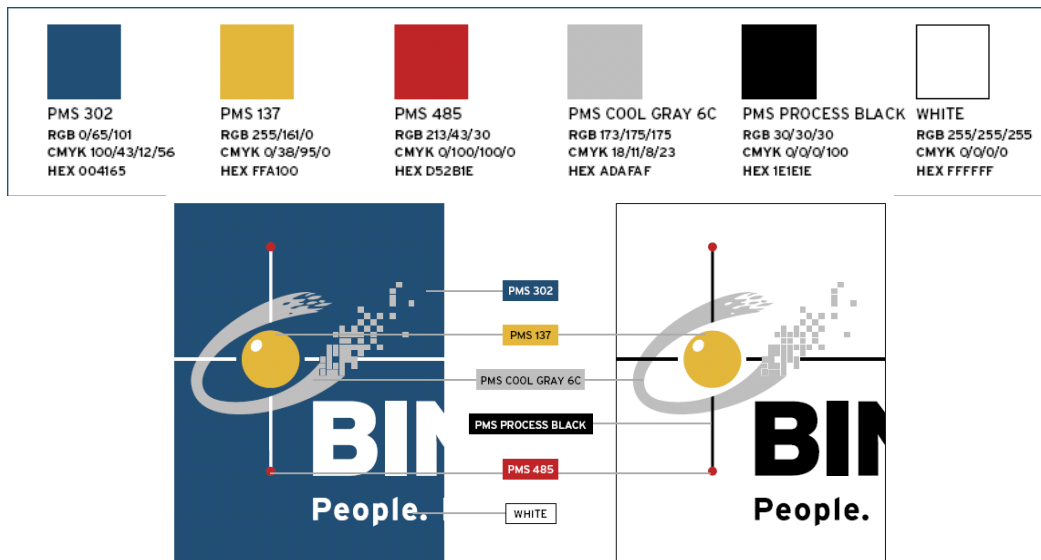 PMS 302
RGB 0/65/101
CMYK 100/43/12/56
HEX 004165
PMS 137
RGB 255/161/0
CMYK 0/38/95/0
HEX FFA100
PMS 485
RGB 213/43/30
CMYK 0/100/100/0
HEX D52B1E
PMS COOL GRAY 6C
RGB 173/175/175
CMYK 18/11/8/23
HEX ADAFAF
PMS PROCESS BLACK
RGB 30/30/30
CMYK 0/0/0/100
HEX 1E1E1E
WHITE
RGB 255/255/255
CMYK 0/0/0/0
HEX FFFFFF
BIN
People.
PMS 302
PMS 137
PMS COOL GRAY 6C
PMS PROCESS BLACK
PMS 485
WHITE
BIN
People.